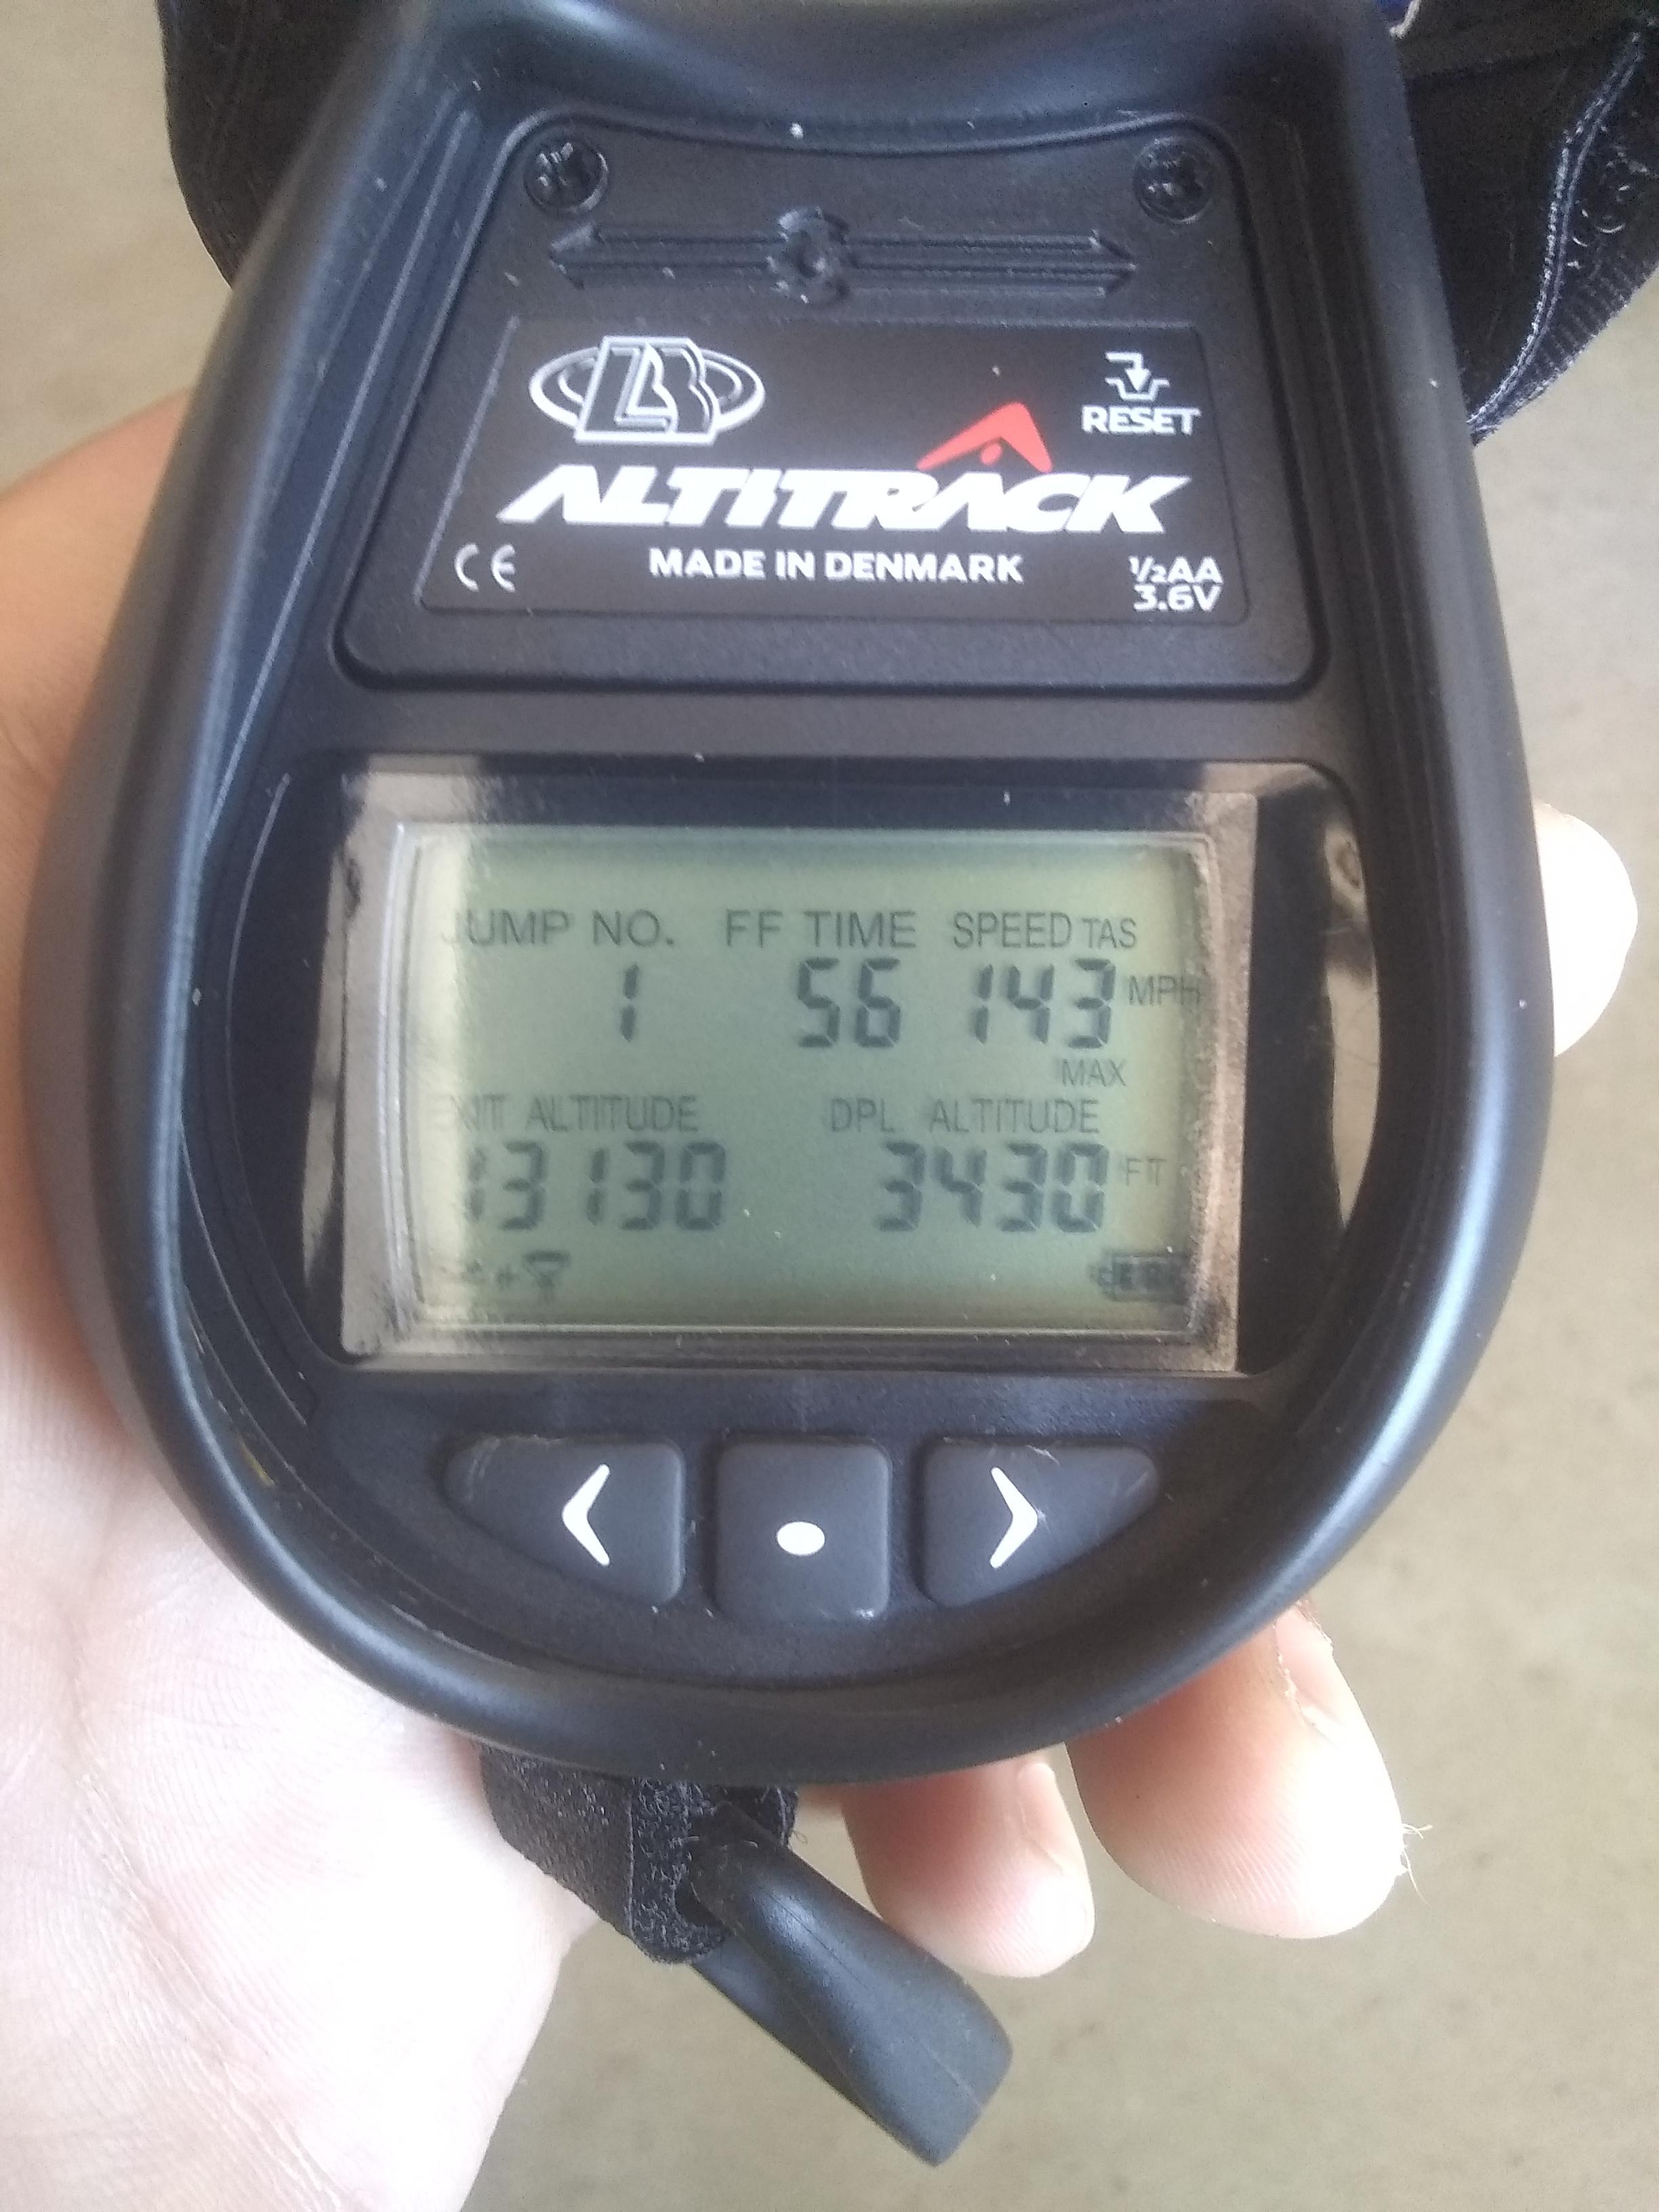 LB
RESET
ALTITRACK
CE MADE IN DENMARK ½AA
3.6V
JUMP NO. FF TIME SPEED TAS
1 56 143 MPH
MAX
EXIT ALTITUDE DPL ALTITUDE
13130 3430 FT